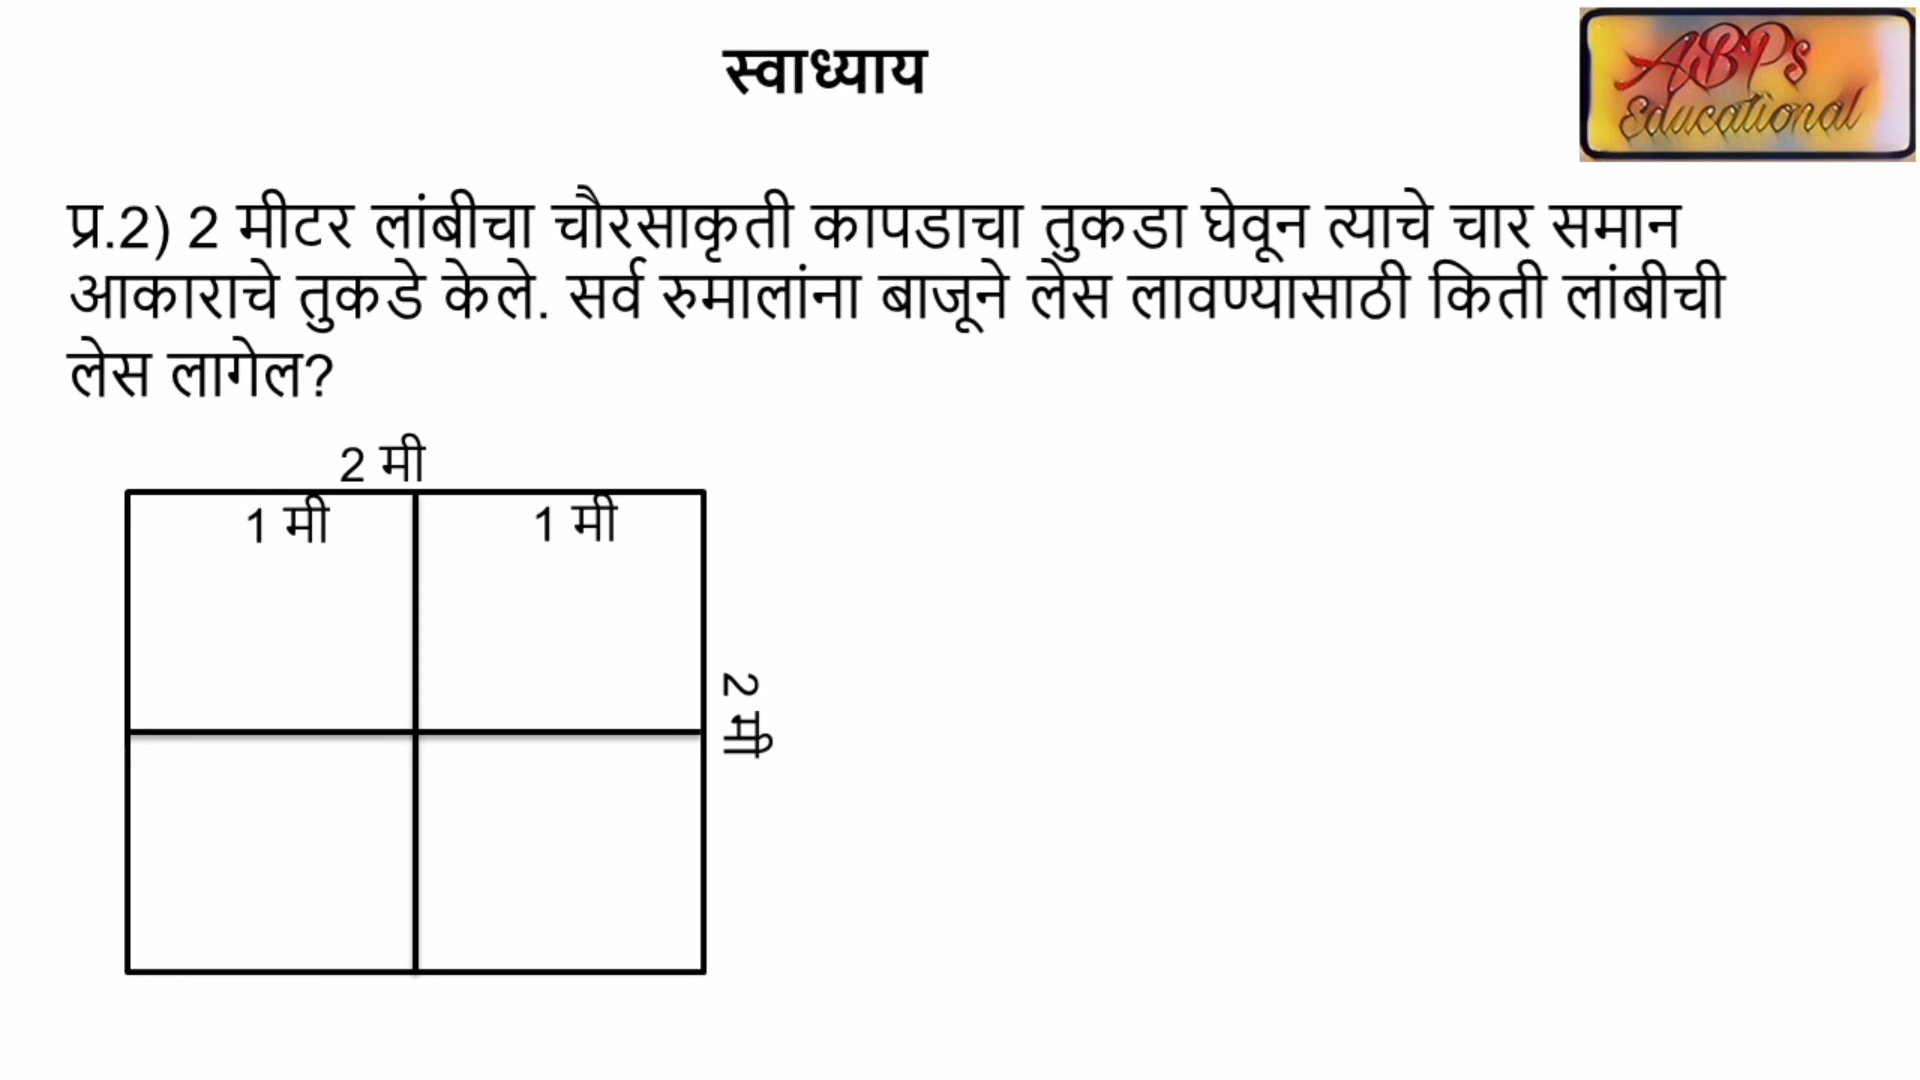 स्वाध्याय
ABPs
Educational
प्र.2) 2 मीटर लांबीचा चौरसाकृती कापडाचा तुकडा घेवून त्याचे चार समान
आकाराचे तुकडे केले. सर्व रुमालांना बाजूने लेस लावण्यासाठी किती लांबीची
लेस लागेल?
2 मी
1 मी 1 मी
2 मी